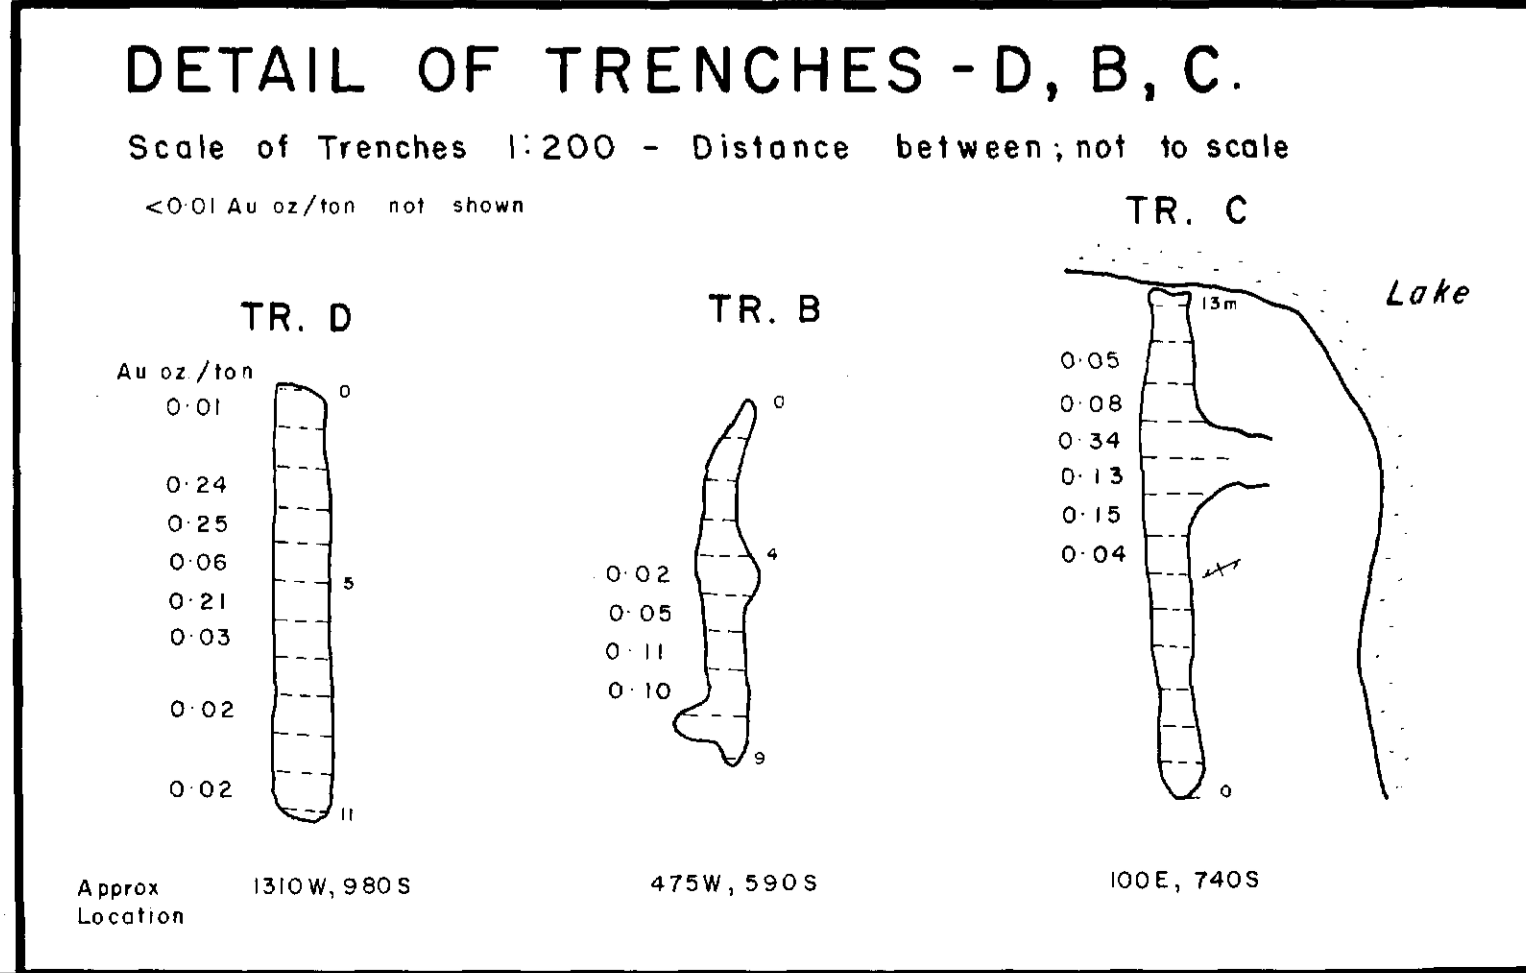 DETAIL OF TRENCHES - D, B, C.
Scale of Trenches 1:200 - Distance between; not to scale
<0.01 Au oz/ton not shown
TR. D
Au oz./ton
0
0.01
0.24
0.25
0.06
5
0.21
0.03
0.02
0.02
11
TR. B
0
4
0.02
0.05
0.11
0.10
9
TR. C
Lake
13m
0.05
0.08
0.34
0.13
0.15
0.04
0
Approx Location
1310W, 980S
475W, 590S
100E, 740S